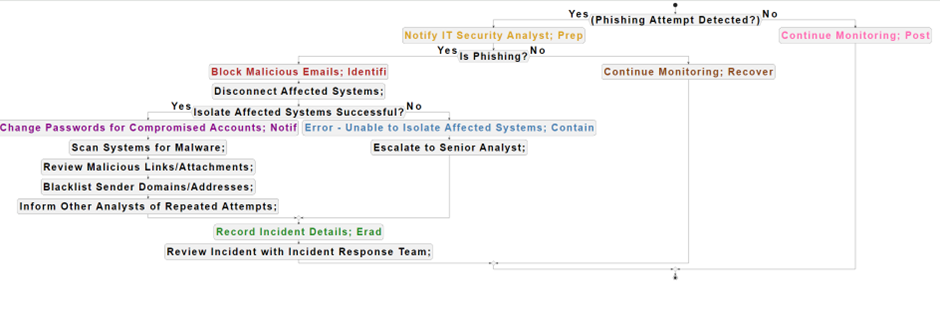 Yes (Phishing Attempt Detected?) No
Notify IT Security Analyst; Prep
Continue Monitoring; Post
Yes Is Phishing? No
Block Malicious Emails; Identifi
Continue Monitoring; Recover
Disconnect Affected Systems;
Yes Isolate Affected Systems Successful? No
Change Passwords for Compromised Accounts; Notif
Error - Unable to Isolate Affected Systems; Contain
Scan Systems for Malware;
Escalate to Senior Analyst;
Review Malicious Links/Attachments;
Blacklist Sender Domains/Addresses;
Inform Other Analysts of Repeated Attempts;
Record Incident Details; Erad
Review Incident with Incident Response Team;